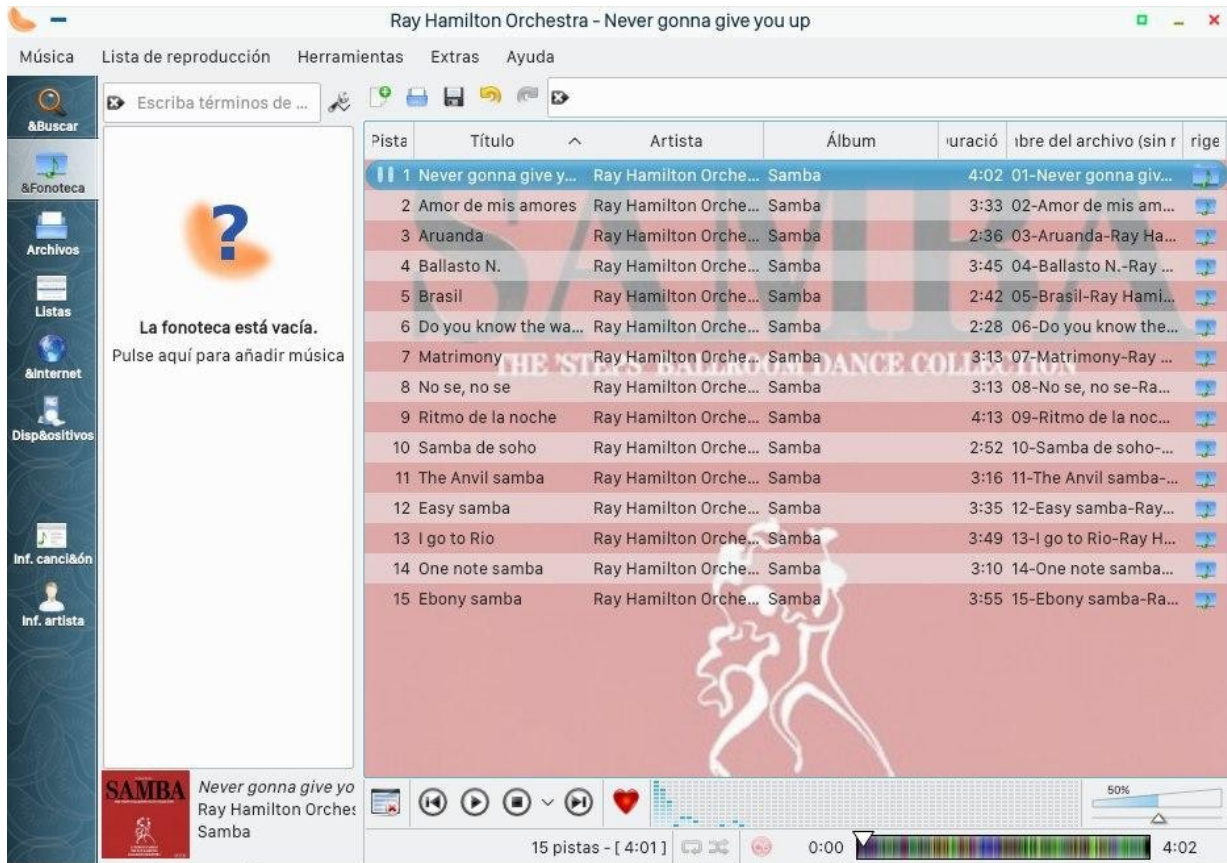 Ray Hamilton Orchestra - Never gonna give you up
Música Lista de reproducción Herramientas Extras Ayuda
&Buscar
&Fonoteca
Archivos
Listas
&Internet
Disp&ositivos
Inf. canci&ón
Inf. artista
Escriba términos de ...
?
La fonoteca está vacía.
Pulse aquí para añadir música
Pista Título Artista Álbum uració bre del archivo (sin r rige
1 Never gonna give y... Ray Hamilton Orche... Samba 4:02 01-Never gonna giv...
2 Amor de mis amores Ray Hamilton Orche... Samba 3:33 02-Amor de mis am...
3 Aruanda Ray Hamilton Orche... Samba 2:36 03-Aruanda-Ray Ha...
4 Ballasto N. Ray Hamilton Orche... Samba 3:45 04-Ballasto N.-Ray ...
5 Brasil Ray Hamilton Orche... Samba 2:42 05-Brasil-Ray Hami...
6 Do you know the wa... Ray Hamilton Orche... Samba 2:28 06-Do you know the...
7 Matrimony Ray Hamilton Orche... Samba 3:13 07-Matrimony-Ray ...
8 No se, no se Ray Hamilton Orche... Samba 3:13 08-No se, no se-Ra...
9 Ritmo de la noche Ray Hamilton Orche... Samba 4:13 09-Ritmo de la noc...
10 Samba de soho Ray Hamilton Orche... Samba 2:52 10-Samba de soho-...
11 The Anvil samba Ray Hamilton Orche... Samba 3:16 11-The Anvil samba-...
12 Easy samba Ray Hamilton Orche... Samba 3:35 12-Easy samba-Ray...
13 I go to Rio Ray Hamilton Orche... Samba 3:49 13-I go to Rio-Ray H...
14 One note samba Ray Hamilton Orche... Samba 3:10 14-One note samba...
15 Ebony samba Ray Hamilton Orche... Samba 3:55 15-Ebony samba-Ra...
SAMBA
THE 'STEPS' BALLROOM DANCE COLLECTION
SAMBA
Never gonna give yo
Ray Hamilton Orches
Samba
50%
15 pistas - [ 4:01 ] 0:00 4:02